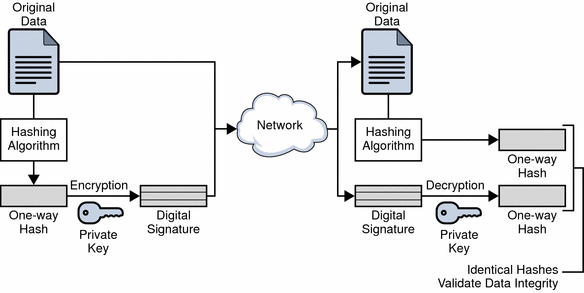 Original
Data
Hashing
Algorithm
Encryption
One-way
Hash
Private
Key
Digital
Signature
Network
Original
Data
Hashing
Algorithm
One-way
Hash
Decryption
Digital
Signature
Private
Key
One-way
Hash
Identical Hashes
Validate Data Integrity